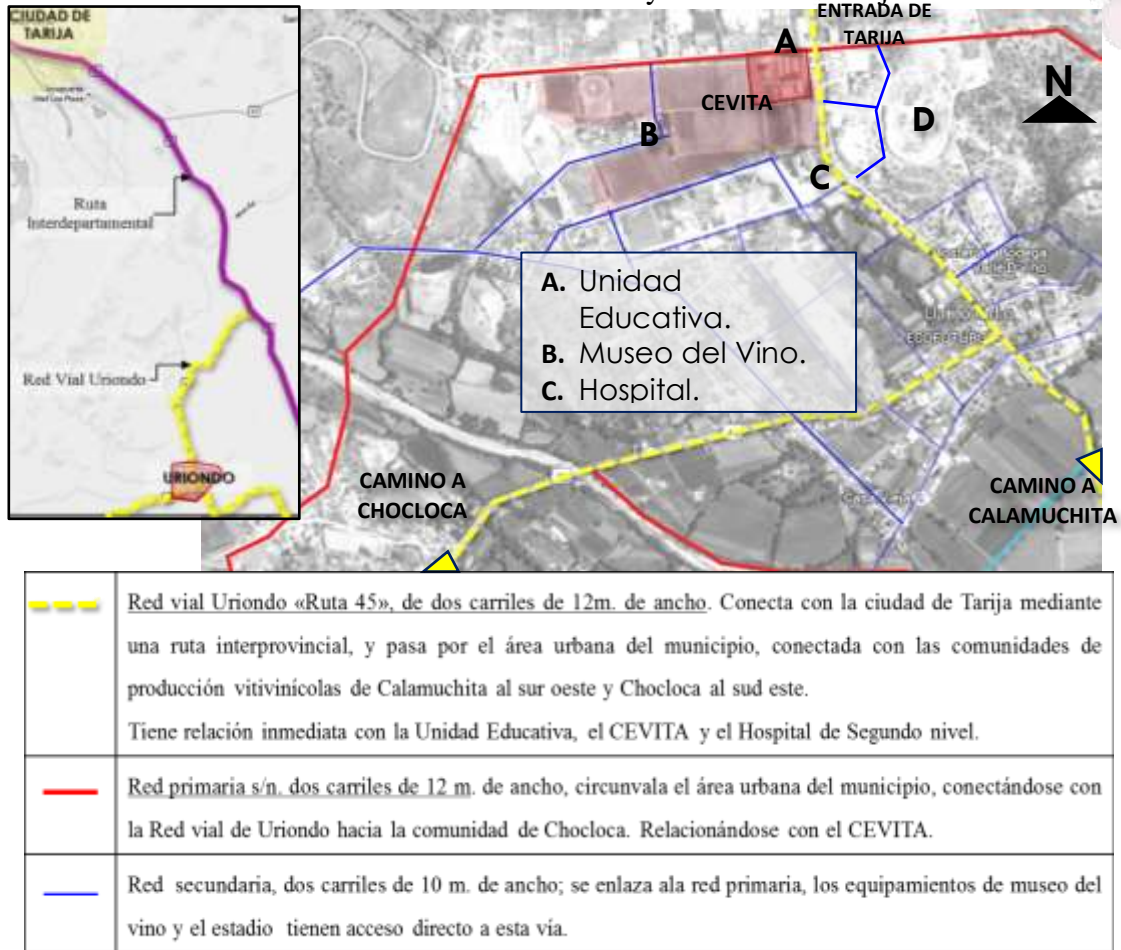 CIUDAD DE
TARIJA
Ruta
Interdepartamental
Red Vial Uriondo
URIONDO
ENTRADA DE
TARIJA
A
CEVITA
N
B
D
C
A. Unidad
Educativa.
B. Museo del Vino.
C. Hospital.
CAMINO A
CHOCLOCA
CAMINO A
CALAMUCHITA
Red vial Uriondo «Ruta 45», de dos carriles de 12m. de ancho. Conecta con la ciudad de Tarija mediante
una ruta interprovincial, y pasa por el área urbana del municipio, conectada con las comunidades de
producción vitivinícolas de Calamuchita al sur oeste y Chocloca al sud este.
Tiene relación inmediata con la Unidad Educativa, el CEVITA y el Hospital de Segundo nivel.
Red primaria s/n. dos carriles de 12 m. de ancho, circunvala el área urbana del municipio, conectándose con
la Red vial de Uriondo hacia la comunidad de Chocloca. Relacionándose con el CEVITA.
Red secundaria, dos carriles de 10 m. de ancho; se enlaza ala red primaria, los equipamientos de museo del
vino y el estadio tienen acceso directo a esta vía.